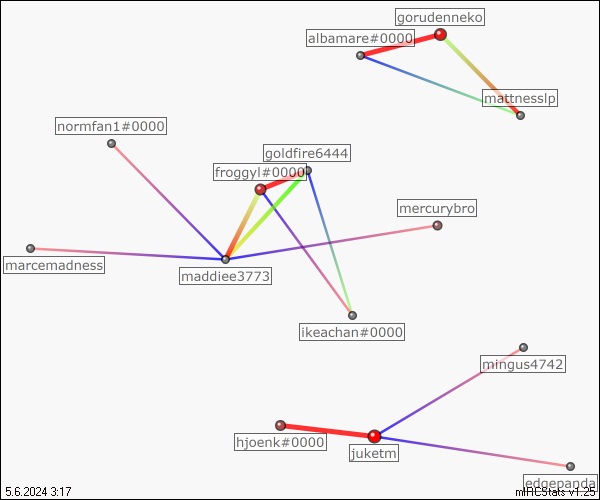 gorudenneko
albamare#0000
mattnesslp
normfan1#0000
goldfire6444
froggyl#0000
mercurybro
marcemadness
maddiee3773
ikeachan#0000
mingus4742
hjoenk#0000
juketm
edgepanda
5.6.2024 3:17
mIRCStats v1.25